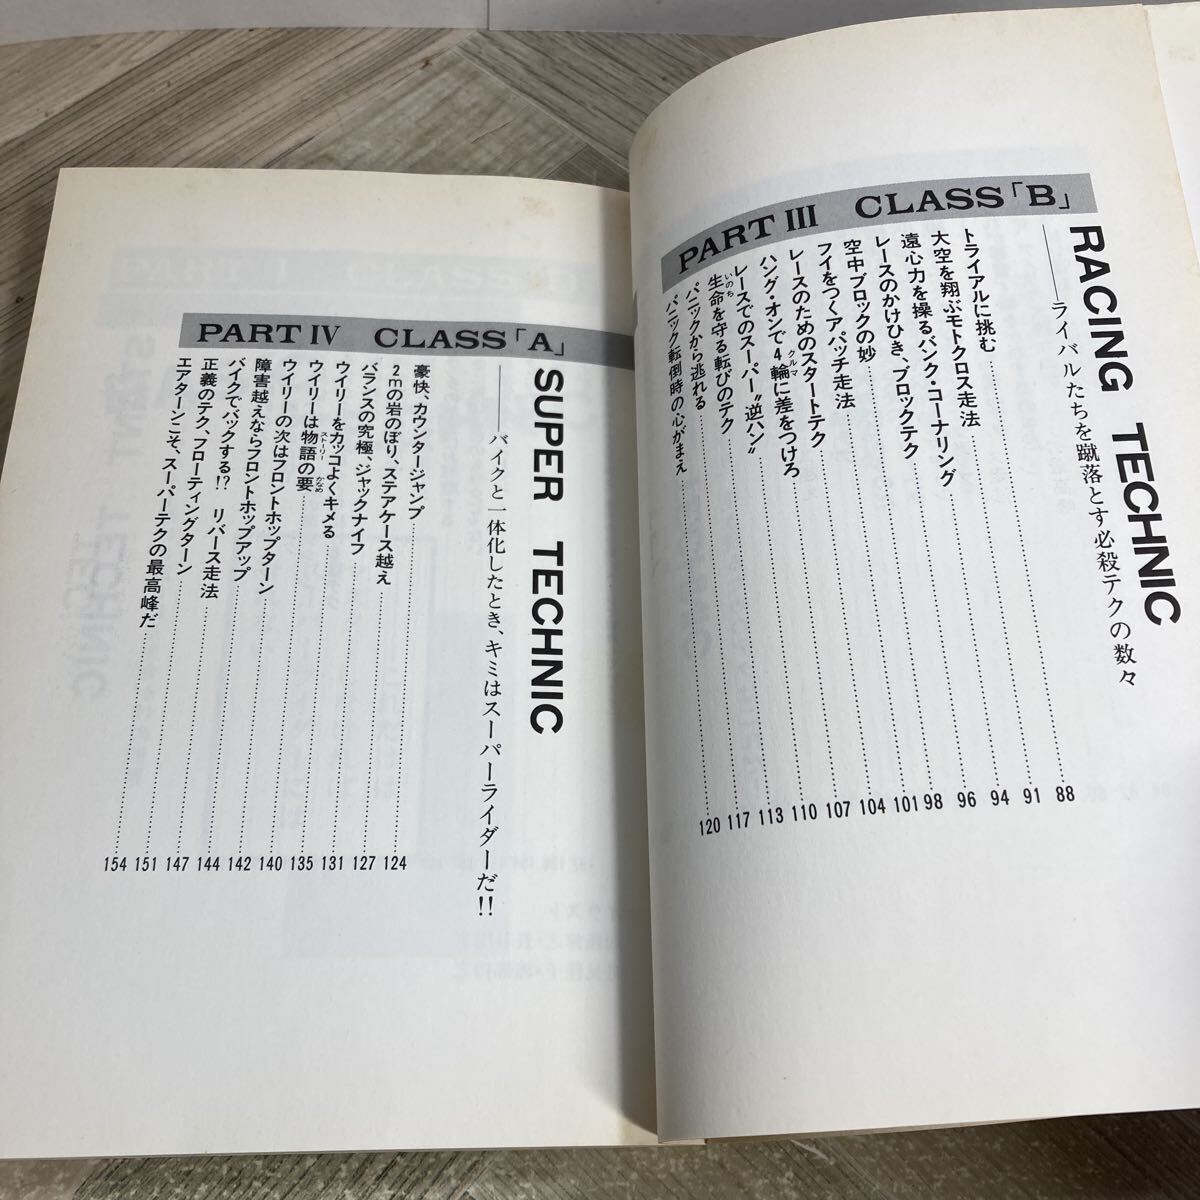 PART III CLASS「B」
RACING TECHNIC
──ライバルたちを蹴落とす必殺テクの数々
トライアルに挑む……88
大空を翔ぶモトクロス走法……91
遠心力を操るバンク・コーナリング……94
レースのかけひき、ブロックテク……96
空中ブロックの妙……98
フイをつくアパッチ走法……101
レースのためのスタートテク……104
ハング・オンで4輪に差をつけろ……107
クルマ
レースでのスーパー〝逆ハン〟……110
生命を守る転びのテク……113
いのち
パニックから逃れる……117
パニック転倒時の心がまえ……120
PART IV CLASS「A」
SUPER TECHNIC
──バイクと一体化したとき、キミはスーパーライダーだ!!
豪快、カウンタージャンプ……124
2mの岩のぼり、ステアケース越え……127
バランスの究極、ジャックナイフ……131
ウイリーをカッコよくキメる……135
ウイリーは物語の要……140
ストーリー かなめ
ウイリーの次はフロントホップターン……142
障害越えならフロントホップアップ……144
バイクでバックする!? リバース走法……147
正義のテク、フローティングターン……151
エアターンこそ、スーパーテクの最高峰だ……154